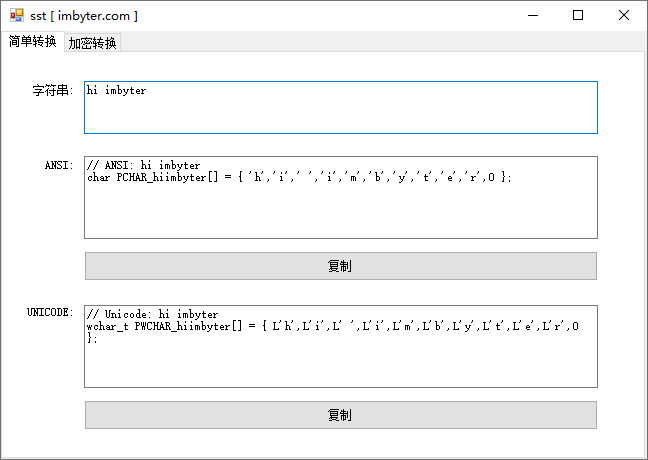 sst [ imbyter.com ]
简单转换 加密转换
字符串: hi imbyter
ANSI: // ANSI: hi imbyter
char PCHAR_hiimbyter[] = { 'h','i',' ','i','m','b','y','t','e','r',0 };
复制
UNICODE: // Unicode: hi imbyter
wchar_t PWCHAR_hiimbyter[] = { L'h',L'i',L' ',L'i',L'm',L'b',L'y',L't',L'e',L'r',0
};
复制